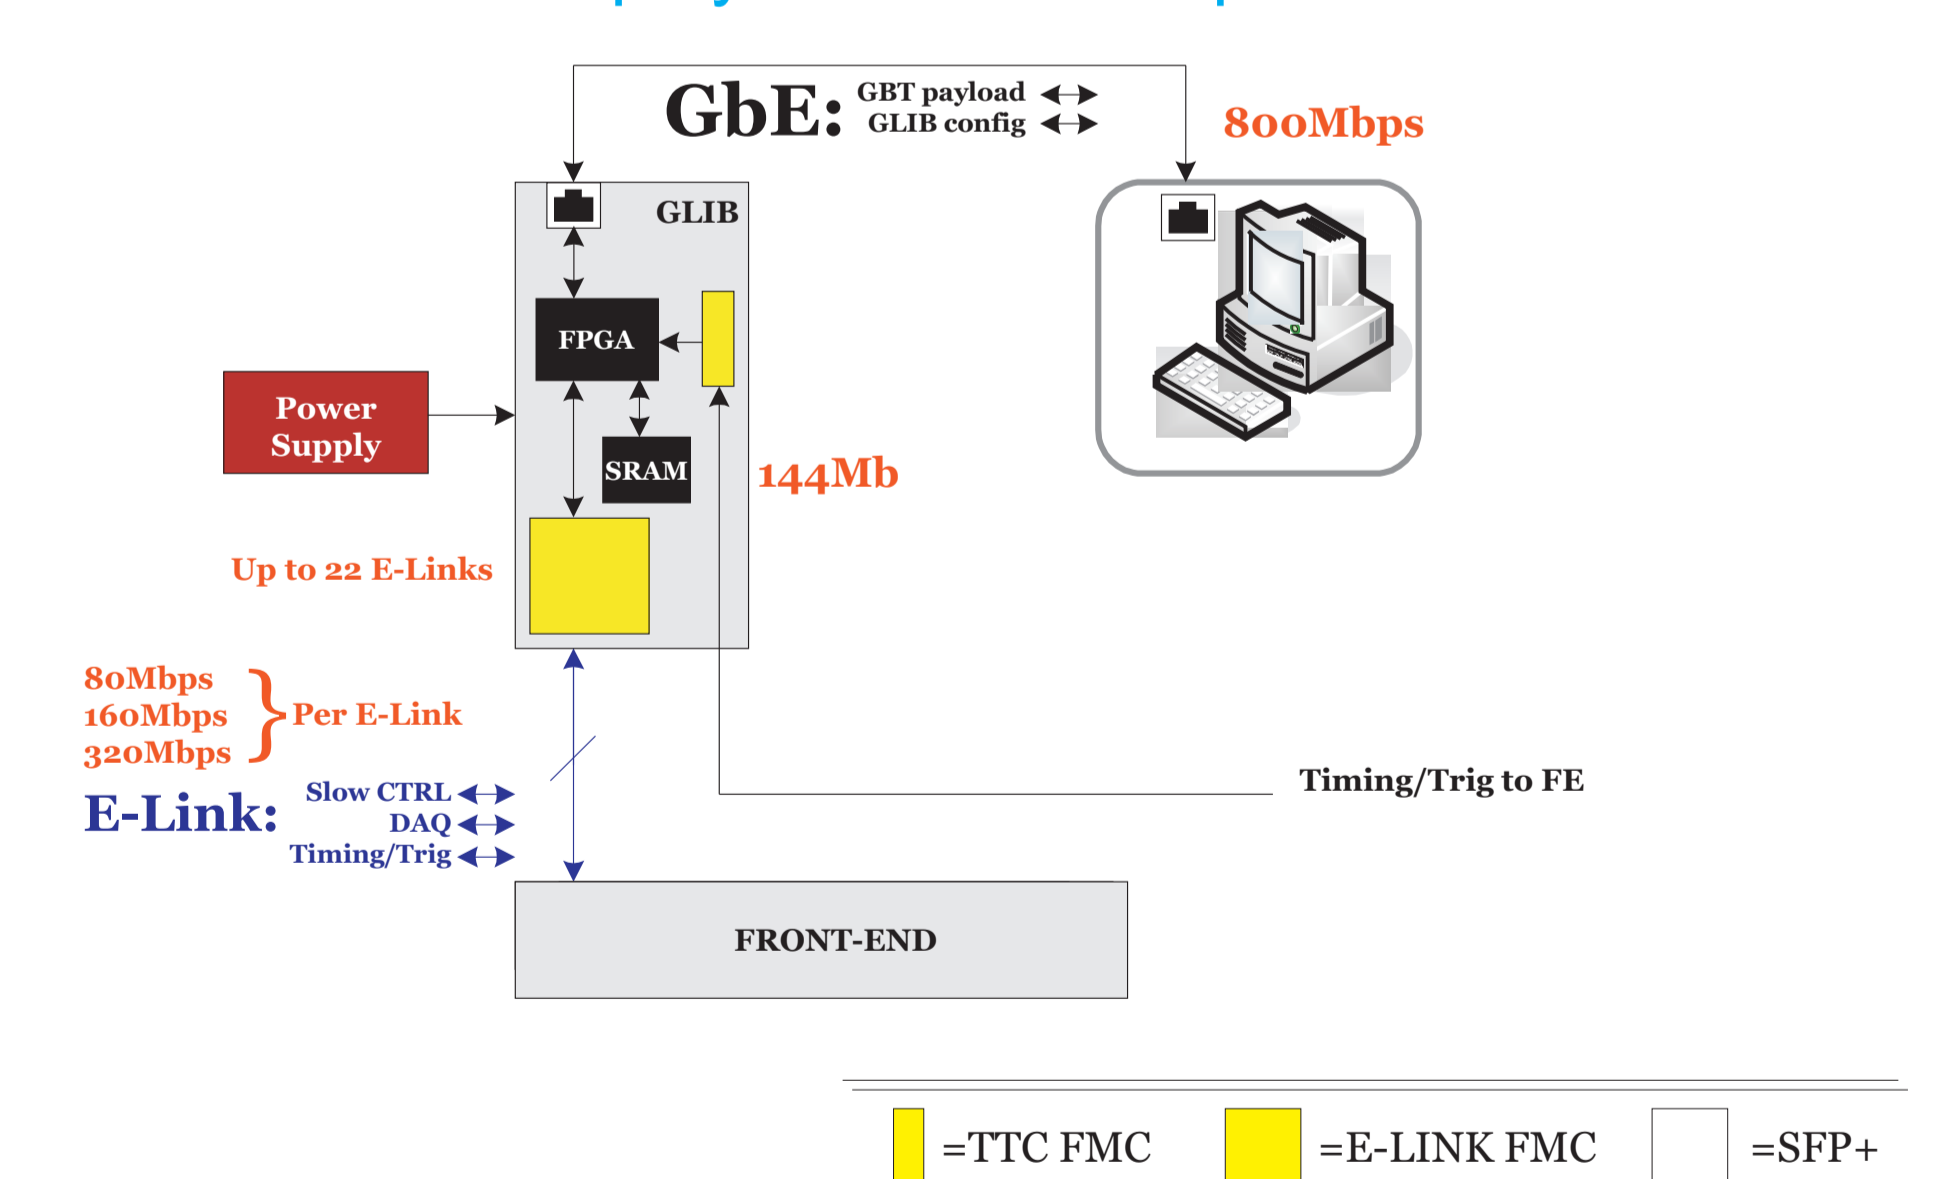 GbE:
GBT payload
GLIB config
800Mbps
GLIB
FPGA
Power
Supply
SRAM
144Mb
Up to 22 E-Links
80Mbps
160Mbps
320Mbps
Per E-Link
E-Link:
Slow CTRL
DAQ
Timing/Trig
Timing/Trig to FE
FRONT-END
=TTC FMC
=E-LINK FMC
=SFP+